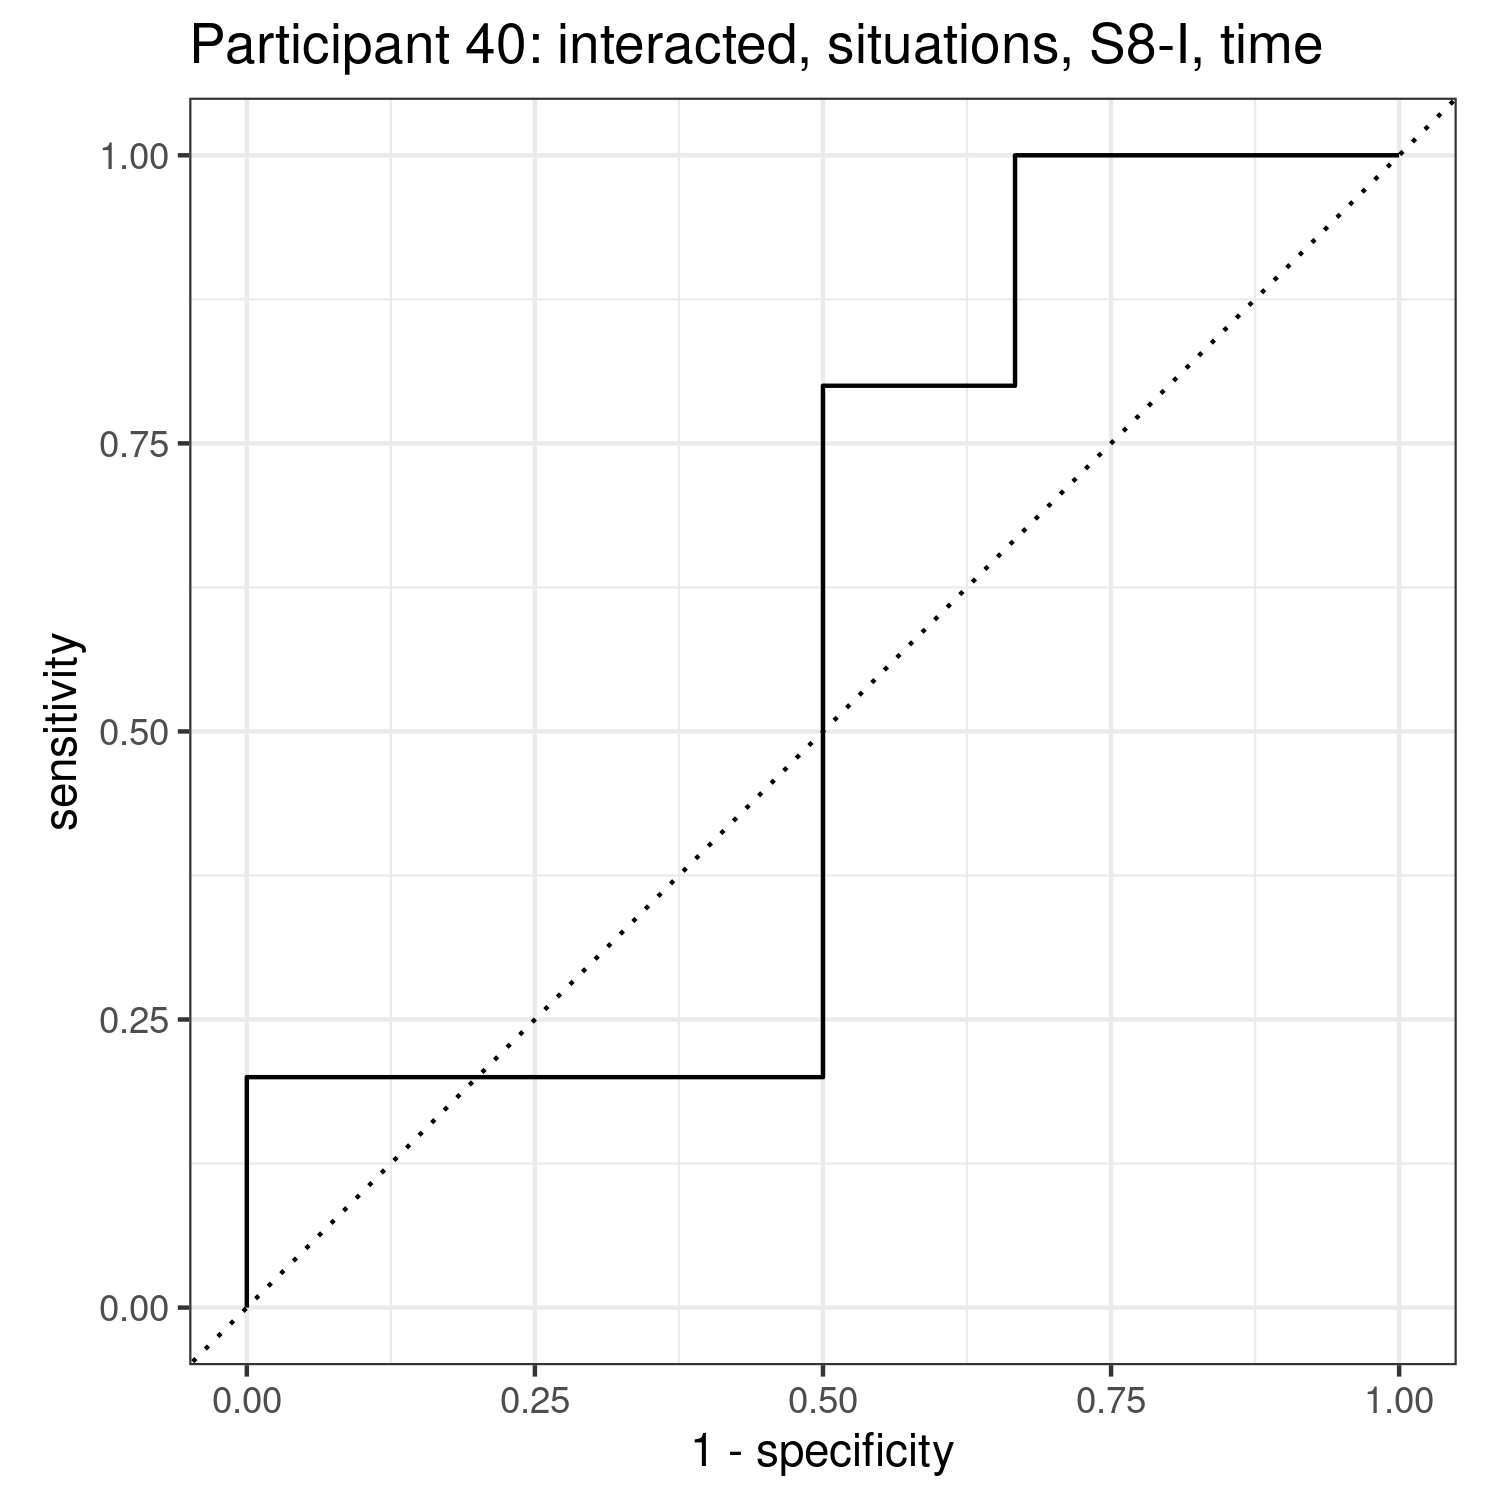 Participant 40: interacted, situations, S8-I, time
1.00
0.75
0.50
0.25
0.00
sensitivity
0.00 0.25 0.50 0.75 1.00
1 - specificity